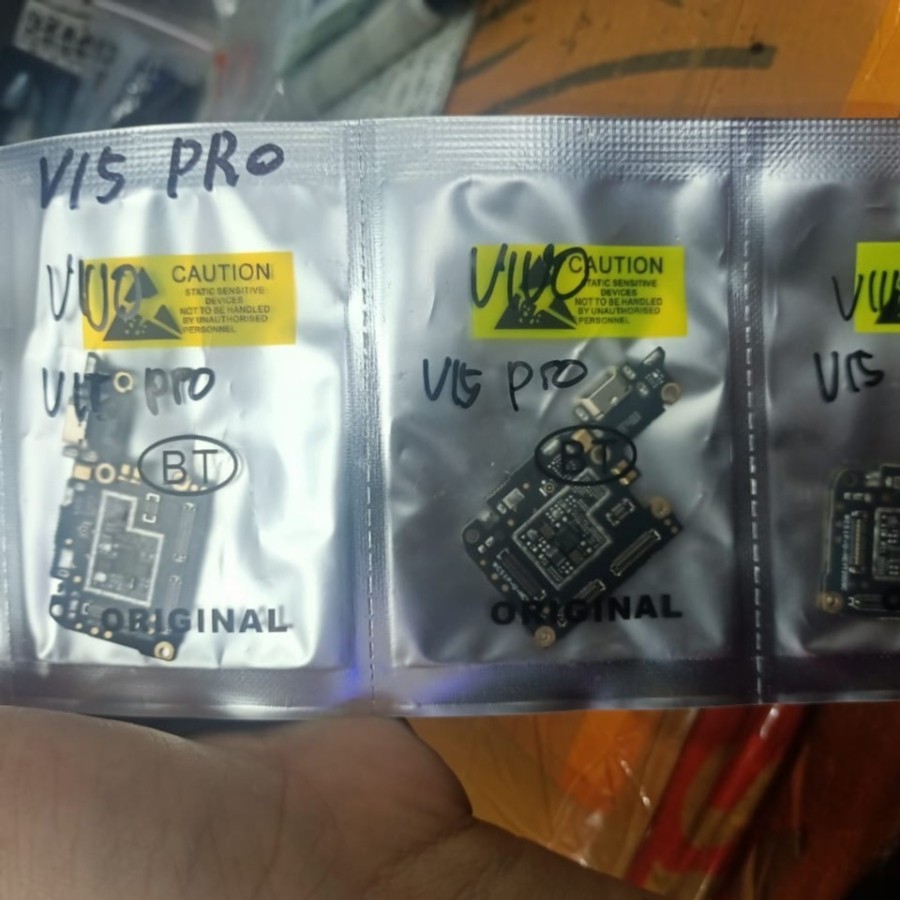 V15 PRO
VIVO
CAUTION
STATIC SENSITIVE
DEVICES
NOT TO BE HANDLED
BY UNAUTHORISED
PERSONNEL
V15 pro
BT
ORIGINAL
VIVO
CAUTION
STATIC SENSITIVE
DEVICES
NOT TO BE HANDLED
BY UNAUTHORISED
PERSONNEL
V15 pro
BT
ORIGINAL
V15